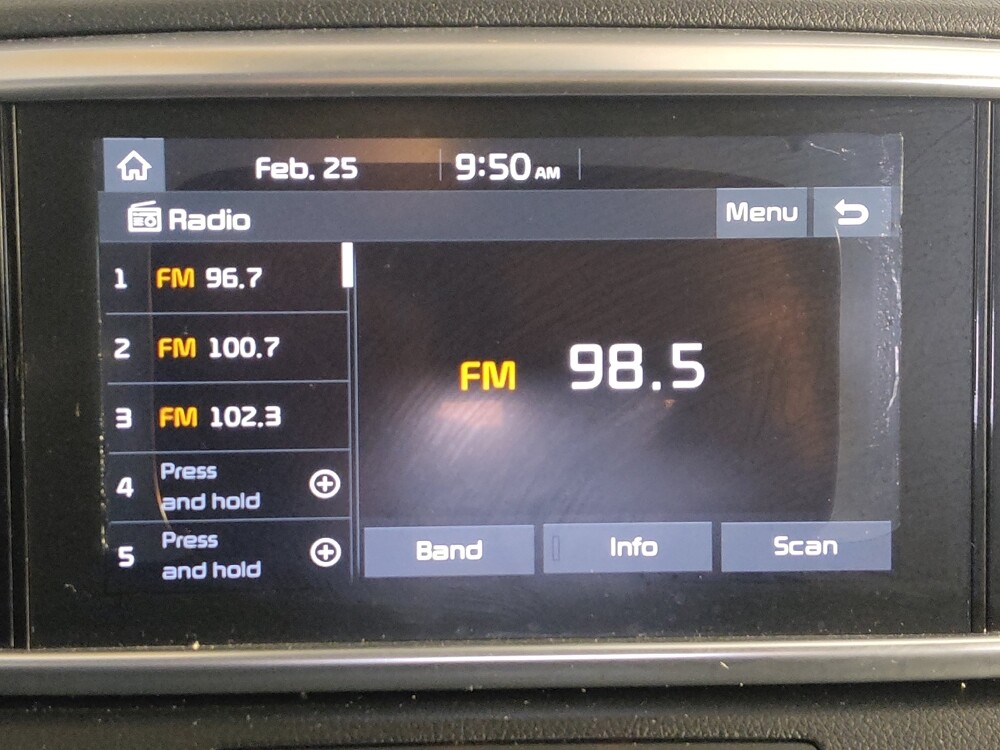 Feb. 25 9:50 AM
Radio Menu
1 FM 96.7
2 FM 100.7
3 FM 102.3
4 Press
and hold
5 Press
and hold
FM 98.5
Band Info Scan